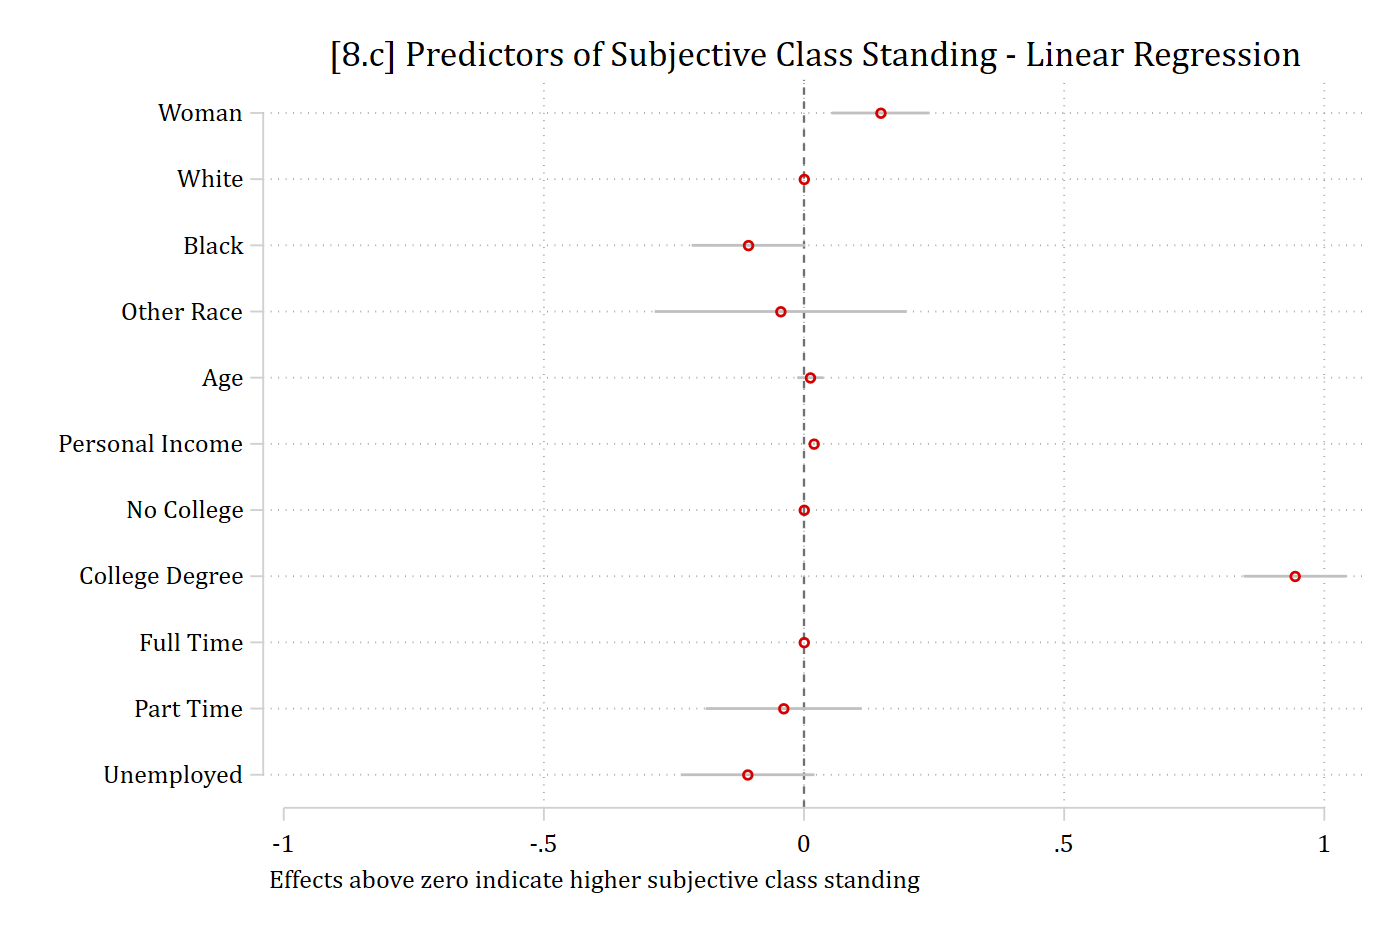 [8.c] Predictors of Subjective Class Standing - Linear Regression
Woman
White
Black
Other Race
Age
Personal Income
No College
College Degree
Full Time
Part Time
Unemployed
-1 -.5 0 .5 1
Effects above zero indicate higher subjective class standing